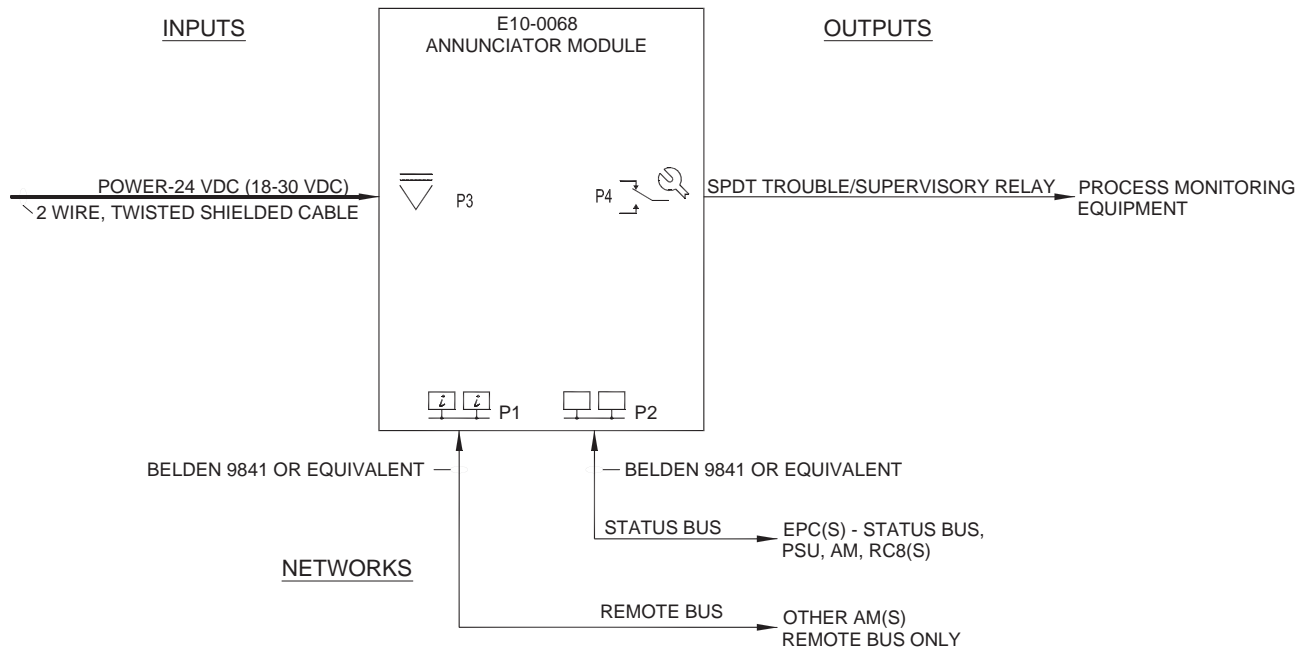 INPUTS
E10-0068
ANNUNCIATOR MODULE
OUTPUTS
POWER-24 VDC (18-30 VDC)
2 WIRE, TWISTED SHIELDED CABLE
P3
P4
SPDT TROUBLE/SUPERVISORY RELAY
PROCESS MONITORING
EQUIPMENT
i i P1
P2
BELDEN 9841 OR EQUIVALENT
BELDEN 9841 OR EQUIVALENT
STATUS BUS
EPC(S) - STATUS BUS,
PSU, AM, RC8(S)
NETWORKS
REMOTE BUS
OTHER AM(S)
REMOTE BUS ONLY